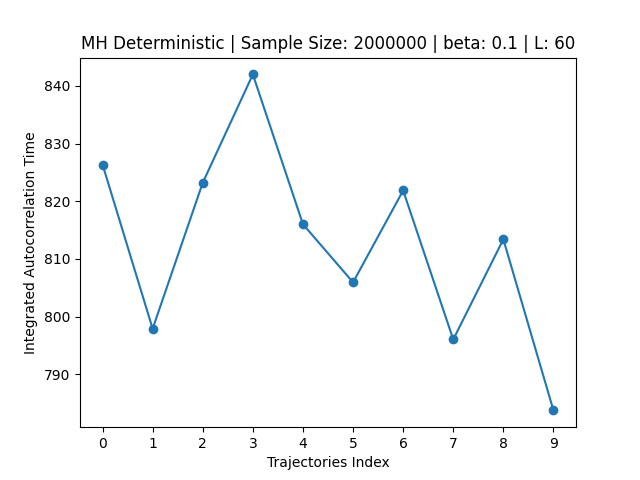 MH Deterministic | Sample Size: 2000000 | beta: 0.1 | L: 60
Integrated Autocorrelation Time
840
830
820
810
800
790
0 1 2 3 4 5 6 7 8 9
Trajectories Index